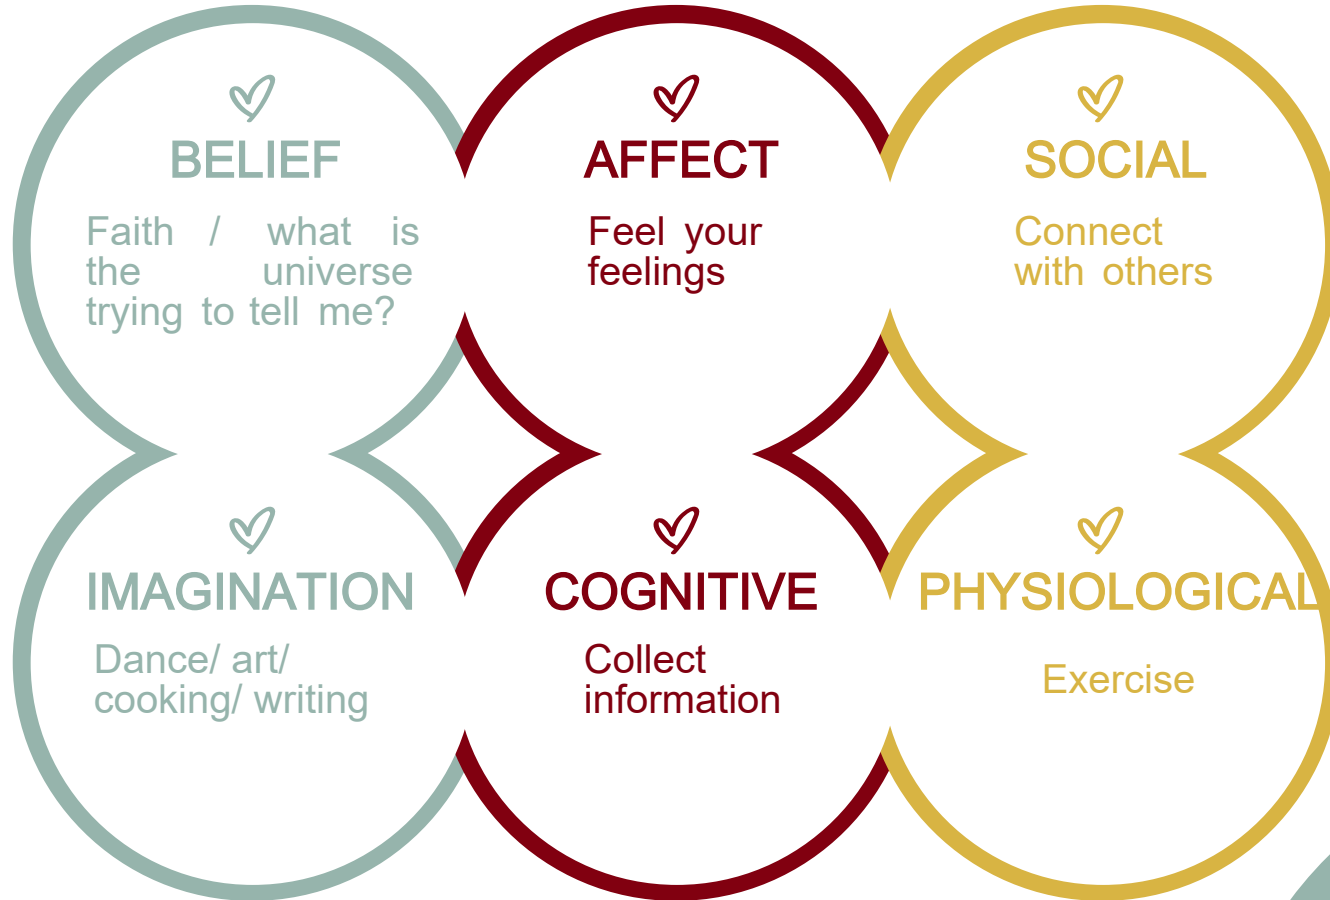 BELIEF
Faith / what is
the universe
trying to tell me?
AFFECT
Feel your
feelings
SOCIAL
Connect
with others
IMAGINATION
Dance/ art/
cooking/ writing
COGNITIVE
Collect
information
PHYSIOLOGICAL
Exercise